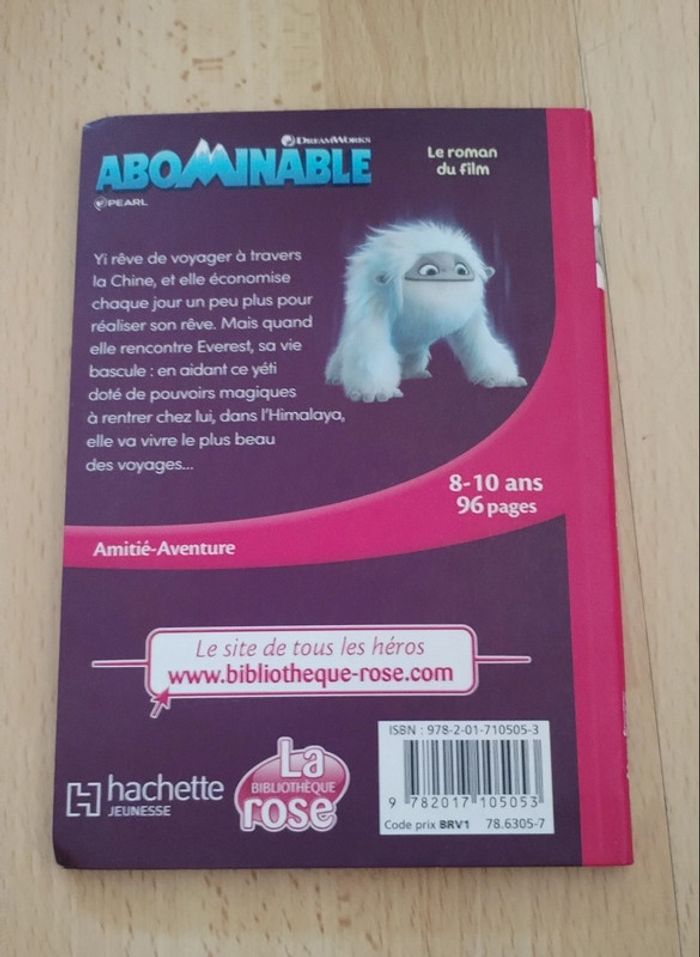 DREAMWORKS
ABOMINABLE
PEARL
Le roman
du film
Yi rêve de voyager à travers
la Chine, et elle économise
chaque jour un peu plus pour
réaliser son rêve. Mais quand
elle rencontre Everest, sa vie
bascule : en aidant ce yéti
doté de pouvoirs magiques
à rentrer chez lui, dans l'Himalaya,
elle va vivre le plus beau
des voyages...
8-10 ans
96 pages
Amitié-Aventure
Le site de tous les héros
www.bibliotheque-rose.com
hachette
JEUNESSE
La
BIBLIOTHÈQUE
rose
ISBN : 978-2-01-710505-3
9 782017 105053
Code prix BRV1 78.6305-7